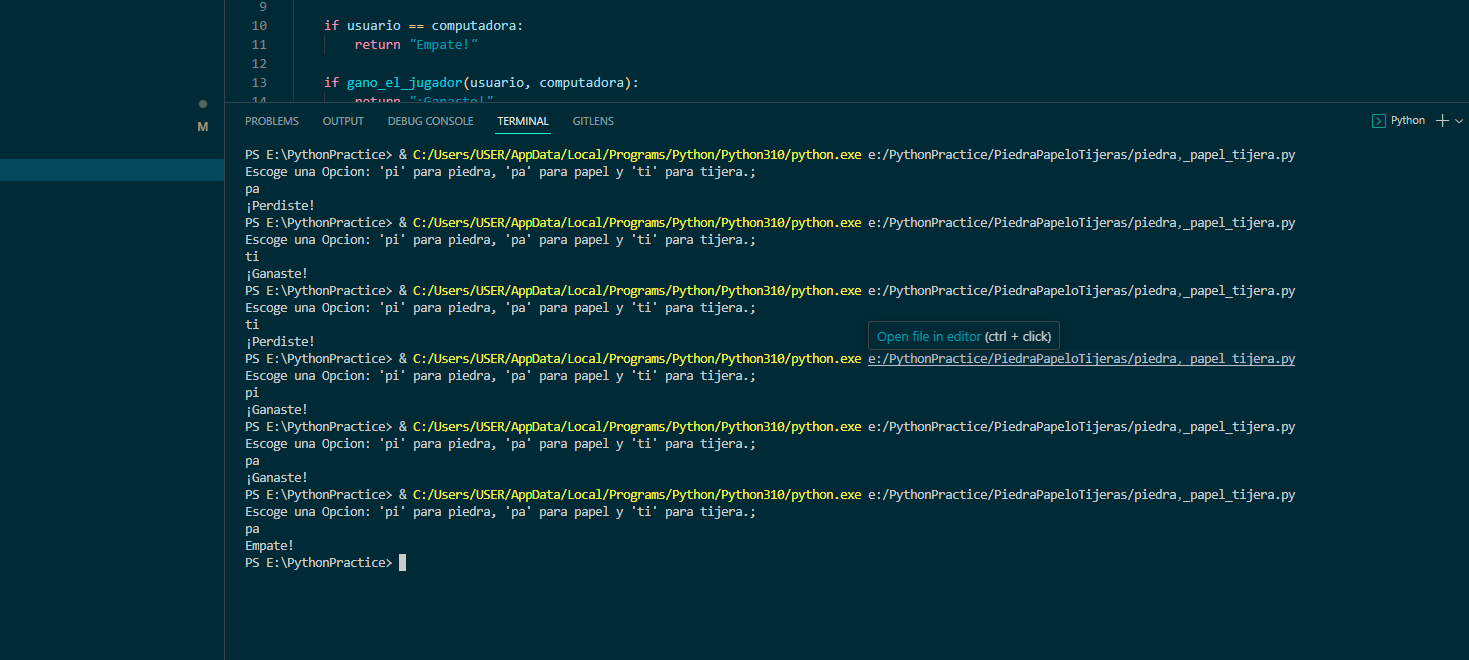 9
10 if usuario == computadora:
11 return "Empate!"
12
13 if gano_el_jugador(usuario, computadora):
14 return "¡Ganaste!"
M
PROBLEMS OUTPUT DEBUG CONSOLE TERMINAL GITLENS Python
PS E:\PythonPractice> & C:/Users/USER/AppData/Local/Programs/Python/Python310/python.exe e:/PythonPractice/PiedraPapeloTijeras/piedra,_papel_tijera.py
Escoge una Opcion: 'pi' para piedra, 'pa' para papel y 'ti' para tijera.;
pa
¡Perdiste!
PS E:\PythonPractice> & C:/Users/USER/AppData/Local/Programs/Python/Python310/python.exe e:/PythonPractice/PiedraPapeloTijeras/piedra,_papel_tijera.py
Escoge una Opcion: 'pi' para piedra, 'pa' para papel y 'ti' para tijera.;
ti
¡Ganaste!
PS E:\PythonPractice> & C:/Users/USER/AppData/Local/Programs/Python/Python310/python.exe e:/PythonPractice/PiedraPapeloTijeras/piedra,_papel_tijera.py
Escoge una Opcion: 'pi' para piedra, 'pa' para papel y 'ti' para tijera.;
ti
Open file in editor (ctrl + click)
¡Perdiste!
PS E:\PythonPractice> & C:/Users/USER/AppData/Local/Programs/Python/Python310/python.exe e:/PythonPractice/PiedraPapeloTijeras/piedra,_papel_tijera.py
Escoge una Opcion: 'pi' para piedra, 'pa' para papel y 'ti' para tijera.;
pi
¡Ganaste!
PS E:\PythonPractice> & C:/Users/USER/AppData/Local/Programs/Python/Python310/python.exe e:/PythonPractice/PiedraPapeloTijeras/piedra,_papel_tijera.py
Escoge una Opcion: 'pi' para piedra, 'pa' para papel y 'ti' para tijera.;
pa
¡Ganaste!
PS E:\PythonPractice> & C:/Users/USER/AppData/Local/Programs/Python/Python310/python.exe e:/PythonPractice/PiedraPapeloTijeras/piedra,_papel_tijera.py
Escoge una Opcion: 'pi' para piedra, 'pa' para papel y 'ti' para tijera.;
pa
Empate!
PS E:\PythonPractice>